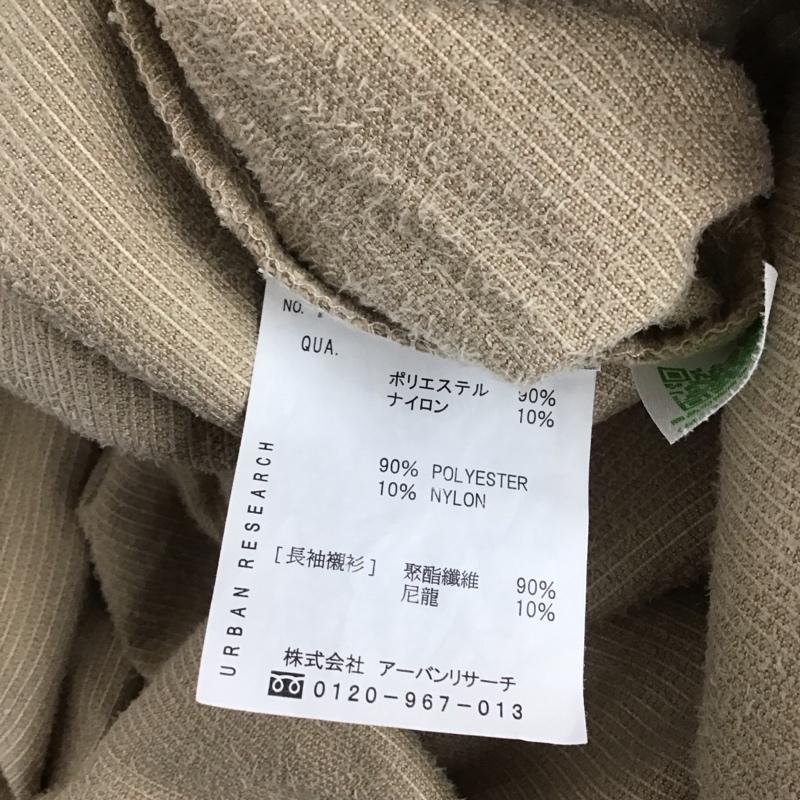 NO.
QUA.
ポリエステル 90%
ナイロン 10%
90% POLYESTER
10% NYLON
URBAN RESEARCH
[長袖襯衫] 聚酯纖維 90%
尼龍 10%
株式会社 アーバンリサーチ
0120-967-013